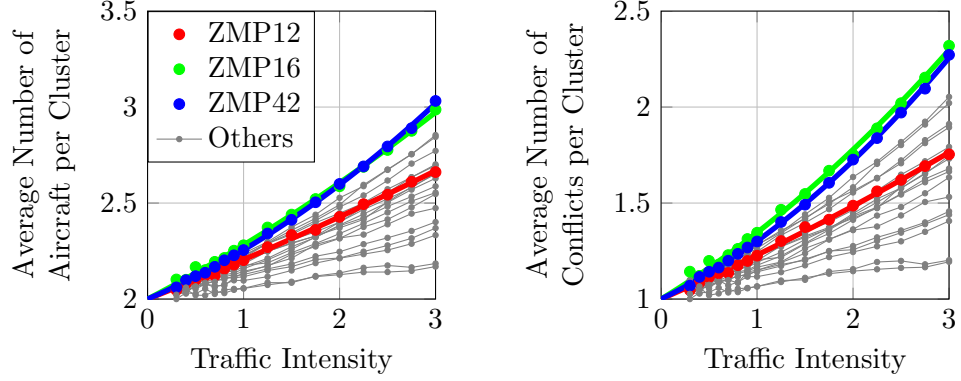 Average Number of
Aircraft per Cluster
3.5
3
2.5
2
0
1
2
3
Traffic Intensity
ZMP12
ZMP16
ZMP42
Others
Average Number of
Conflicts per Cluster
2.5
2
1.5
1
0
1
2
3
Traffic Intensity